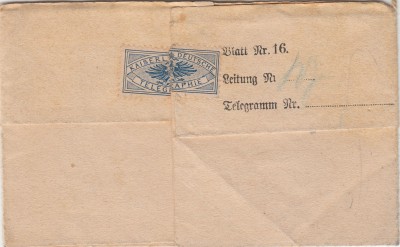 KAISERL. DEUTSCHE
TELEGRAPHIE
Blatt Nr. 16.
Leitung Nr.
Telegramm Nr.